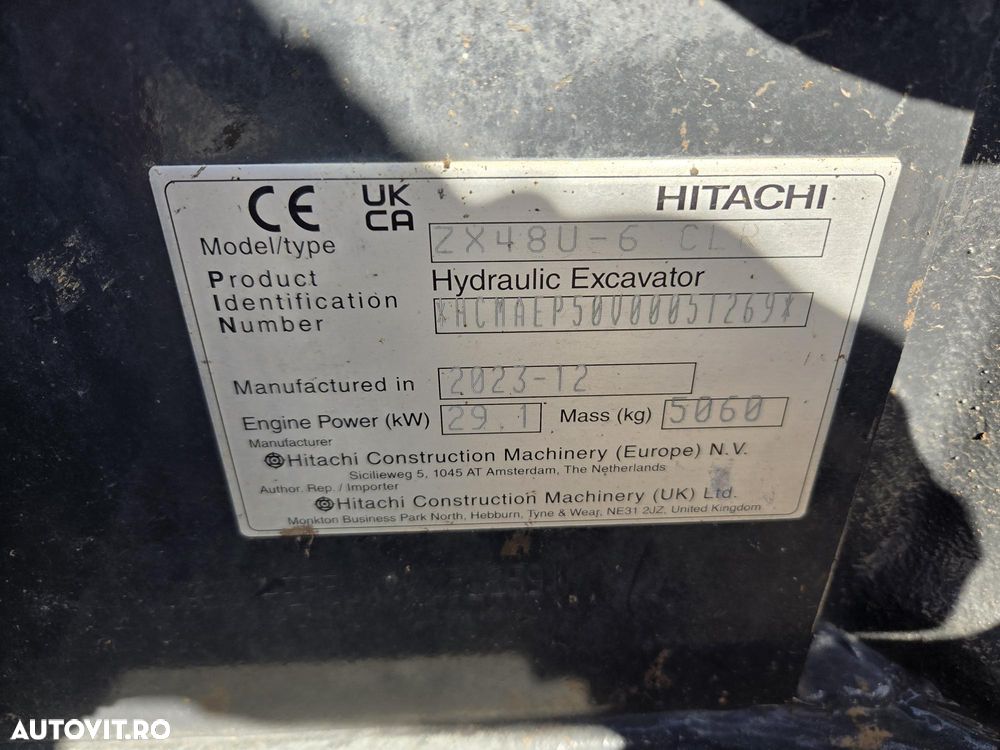 CE UK CA HITACHI
Model/type ZX48U-6 CLR
Product Hydraulic Excavator
Identification
Number *HCMAEP50V00051269*
Manufactured in 2023-12
Engine Power (kW) 29.1 Mass (kg) 5060
Manufacturer
Hitachi Construction Machinery (Europe) N.V.
Sicilieweg 5, 1045 AT Amsterdam, The Netherlands
Author. Rep. / Importer
Hitachi Construction Machinery (UK) Ltd.
Monkton Business Park North, Hebburn, Tyne & Wear, NE31 2JZ, United Kingdom
AUTOVIT.RO